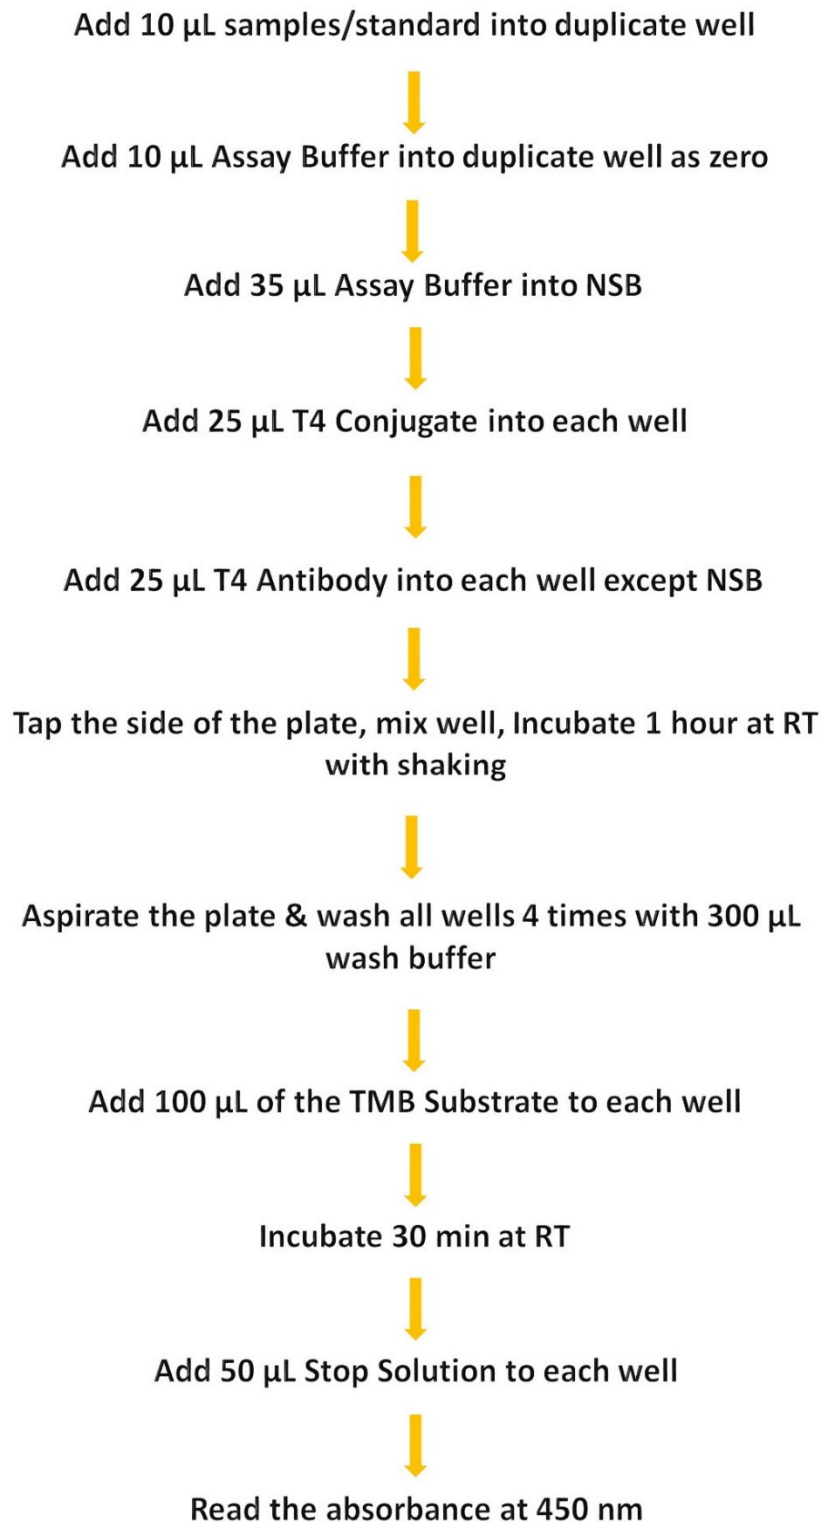 Add 10 µL samples/standard into duplicate well
Add 10 µL Assay Buffer into duplicate well as zero
Add 35 µL Assay Buffer into NSB
Add 25 µL T4 Conjugate into each well
Add 25 µL T4 Antibody into each well except NSB
Tap the side of the plate, mix well, Incubate 1 hour at RT
with shaking
Aspirate the plate & wash all wells 4 times with 300 µL
wash buffer
Add 100 µL of the TMB Substrate to each well
Incubate 30 min at RT
Add 50 µL Stop Solution to each well
Read the absorbance at 450 nm